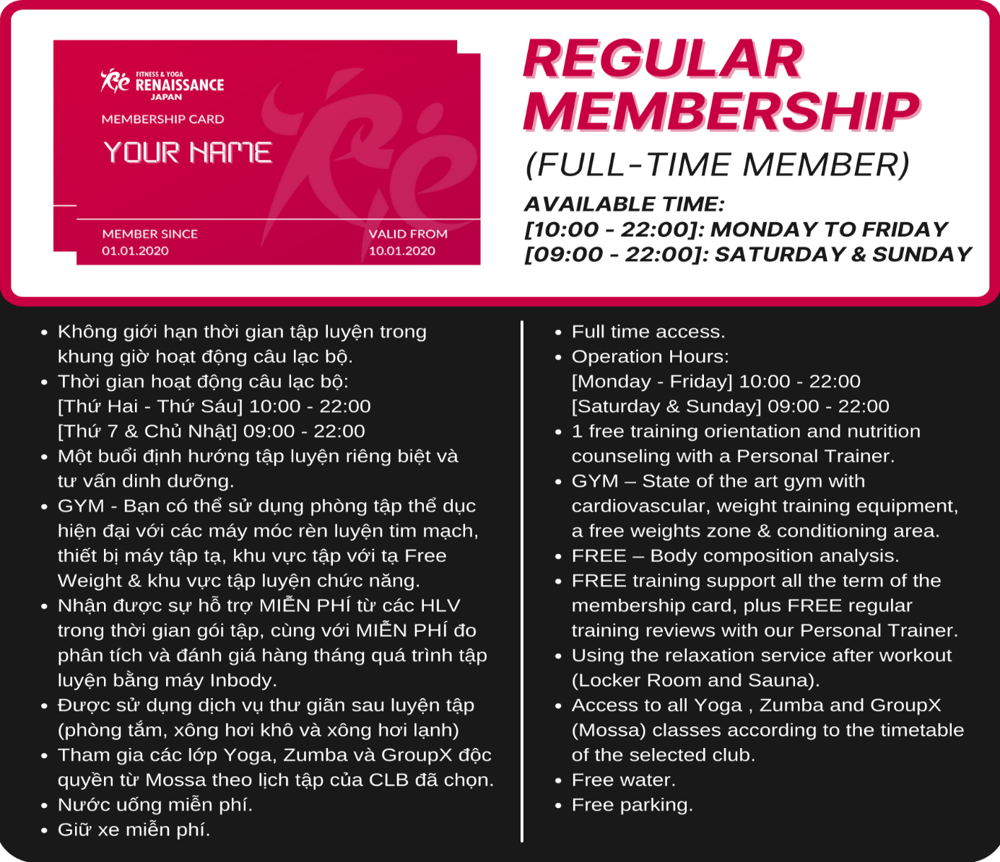 FITNESS & YOGA
RENAISSANCE
JAPAN
MEMBERSHIP CARD
YOUR NAME
MEMBER SINCE
01.01.2020
VALID FROM
10.01.2020
REGULAR
MEMBERSHIP
(FULL-TIME MEMBER)
AVAILABLE TIME:
[10:00 - 22:00]: MONDAY TO FRIDAY
[09:00 - 22:00]: SATURDAY & SUNDAY
• Không giới hạn thời gian tập luyện trong
khung giờ hoạt động câu lạc bộ.
• Thời gian hoạt động câu lạc bộ:
[Thứ Hai - Thứ Sáu] 10:00 - 22:00
[Thứ 7 & Chủ Nhật] 09:00 - 22:00
• Một buổi định hướng tập luyện riêng biệt và
tư vấn dinh dưỡng.
• GYM - Bạn có thể sử dụng phòng tập thể dục
hiện đại với các máy móc rèn luyện tim mạch,
thiết bị máy tập tạ, khu vực tập với tạ Free
Weight & khu vực tập luyện chức năng.
• Nhận được sự hỗ trợ MIỄN PHÍ từ các HLV
trong thời gian gói tập, cùng với MIỄN PHÍ đo
phân tích và đánh giá hàng tháng quá trình tập
luyện bằng máy Inbody.
• Được sử dụng dịch vụ thư giãn sau luyện tập
(phòng tắm, xông hơi khô và xông hơi lạnh)
• Tham gia các lớp Yoga, Zumba và GroupX độc
quyền từ Mossa theo lịch tập của CLB đã chọn.
• Nước uống miễn phí.
• Giữ xe miễn phí.
• Full time access.
• Operation Hours:
[Monday - Friday] 10:00 - 22:00
[Saturday & Sunday] 09:00 - 22:00
• 1 free training orientation and nutrition
counseling with a Personal Trainer.
• GYM – State of the art gym with
cardiovascular, weight training equipment,
a free weights zone & conditioning area.
• FREE – Body composition analysis.
• FREE training support all the term of the
membership card, plus FREE regular
training reviews with our Personal Trainer.
• Using the relaxation service after workout
(Locker Room and Sauna).
• Access to all Yoga , Zumba and GroupX
(Mossa) classes according to the timetable
of the selected club.
• Free water.
• Free parking.